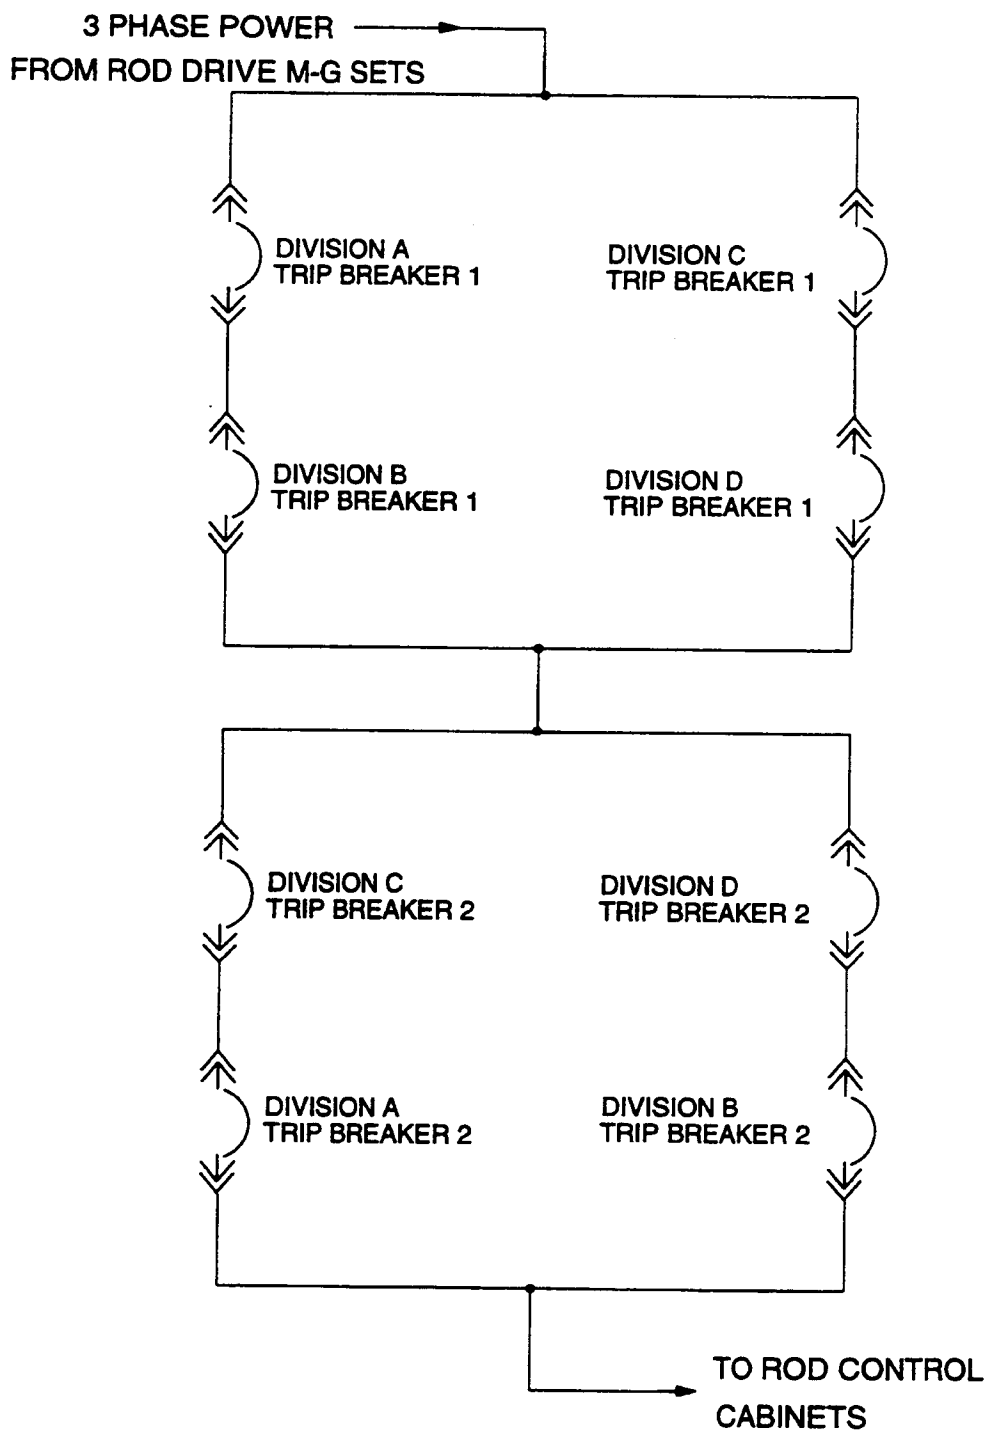 3 PHASE POWER
FROM ROD DRIVE M-G SETS
DIVISION A
TRIP BREAKER 1
DIVISION C
TRIP BREAKER 1
DIVISION B
TRIP BREAKER 1
DIVISION D
TRIP BREAKER 1
DIVISION C
TRIP BREAKER 2
DIVISION D
TRIP BREAKER 2
DIVISION A
TRIP BREAKER 2
DIVISION B
TRIP BREAKER 2
TO ROD CONTROL
CABINETS